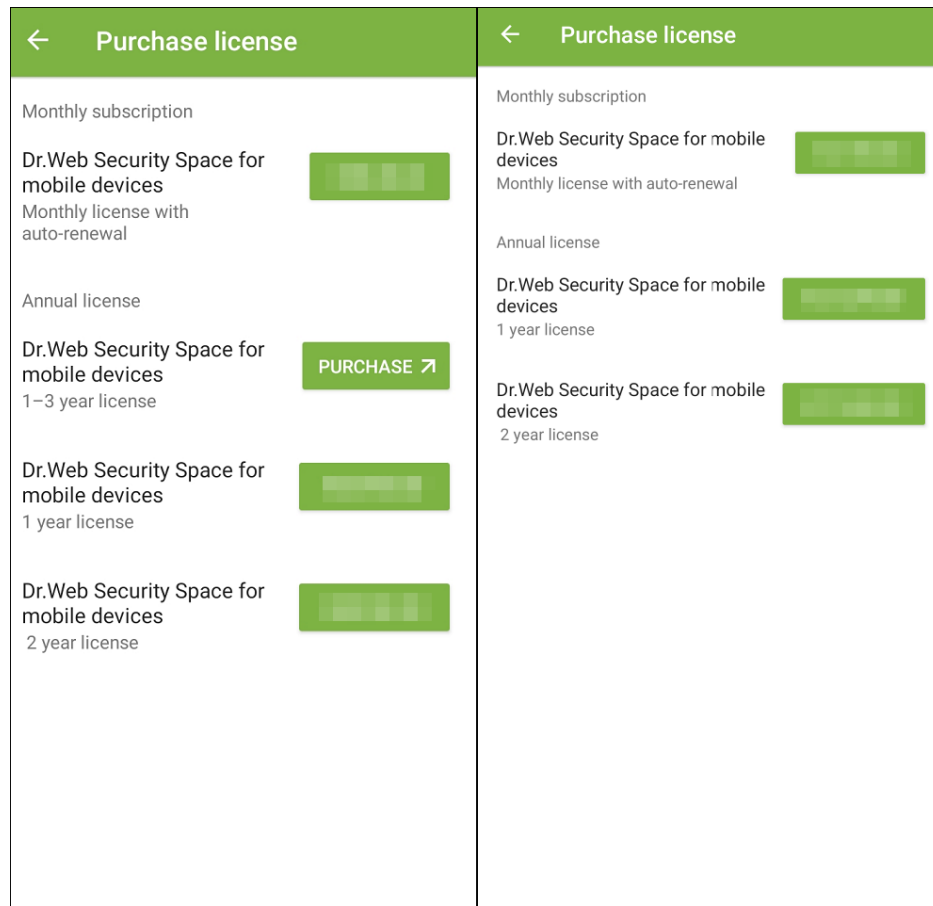 Purchase license
Monthly subscription
Dr.Web Security Space for
mobile devices
Monthly license with
auto-renewal
Annual license
Dr.Web Security Space for
mobile devices
1–3 year license
PURCHASE
Dr.Web Security Space for
mobile devices
1 year license
Dr.Web Security Space for
mobile devices
2 year license
Purchase license
Monthly subscription
Dr.Web Security Space for mobile
devices
Monthly license with auto-renewal
Annual license
Dr.Web Security Space for mobile
devices
1 year license
Dr.Web Security Space for mobile
devices
2 year license